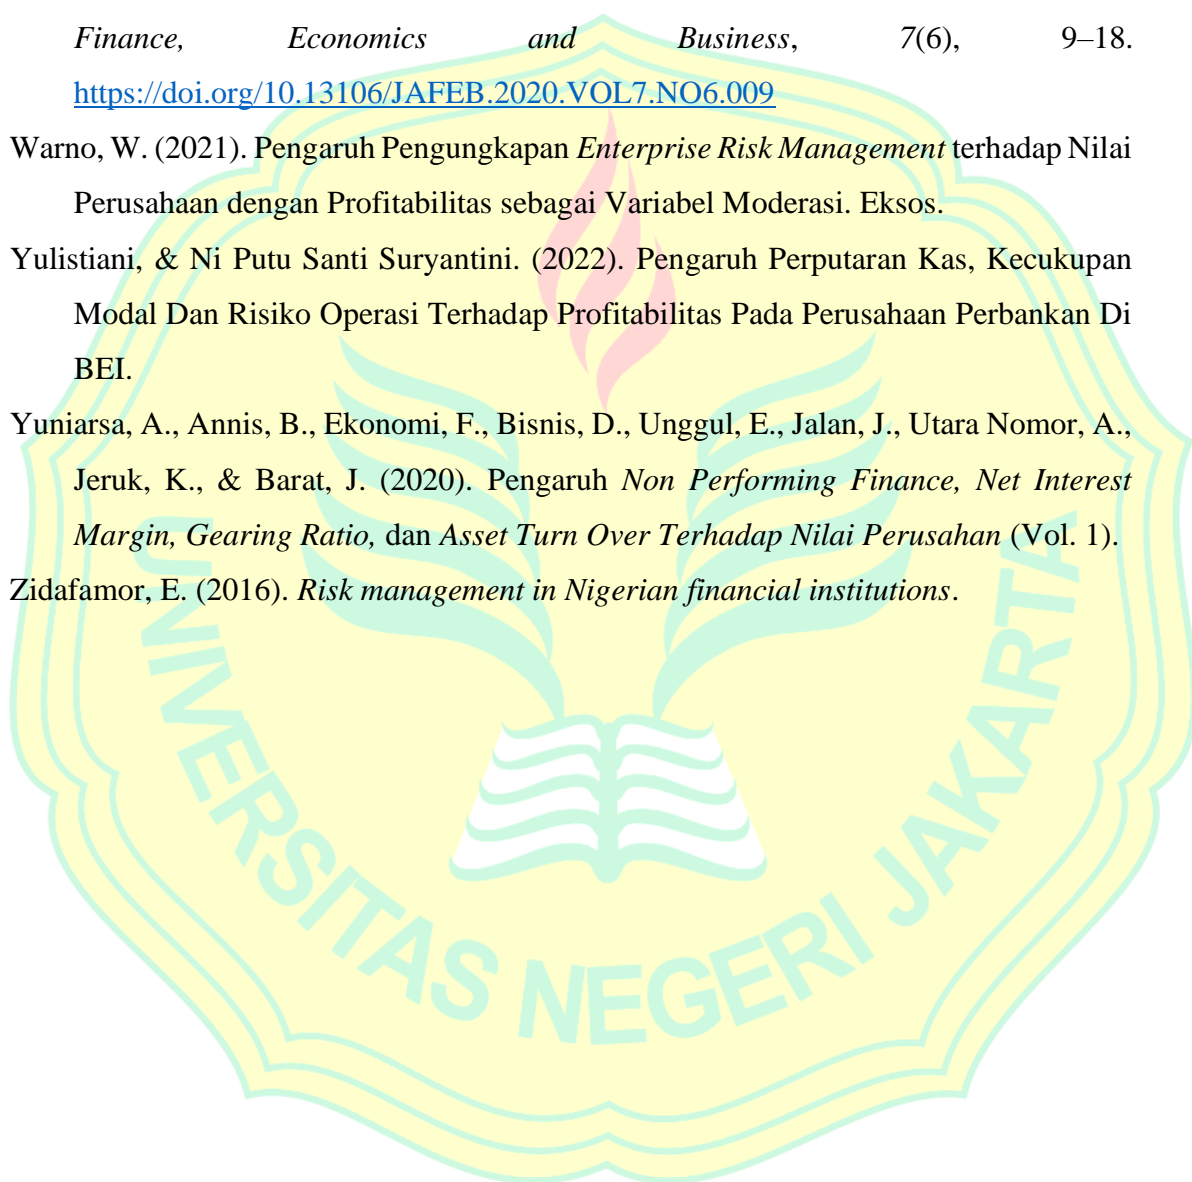 Finance, Economics and Business, 7(6), 9–18.
https://doi.org/10.13106/JAFEB.2020.VOL7.NO6.009
Warno, W. (2021). Pengaruh Pengungkapan Enterprise Risk Management terhadap Nilai
Perusahaan dengan Profitabilitas sebagai Variabel Moderasi. Eksos.
Yulistiani, & Ni Putu Santi Suryantini. (2022). Pengaruh Perputaran Kas, Kecukupan
Modal Dan Risiko Operasi Terhadap Profitabilitas Pada Perusahaan Perbankan Di
BEI.
Yuniarsa, A., Annis, B., Ekonomi, F., Bisnis, D., Unggul, E., Jalan, J., Utara Nomor, A.,
Jeruk, K., & Barat, J. (2020). Pengaruh Non Performing Finance, Net Interest
Margin, Gearing Ratio, dan Asset Turn Over Terhadap Nilai Perusahan (Vol. 1).
Zidafamor, E. (2016). Risk management in Nigerian financial institutions.
UNIVERSITAS NEGERI JAKARTA